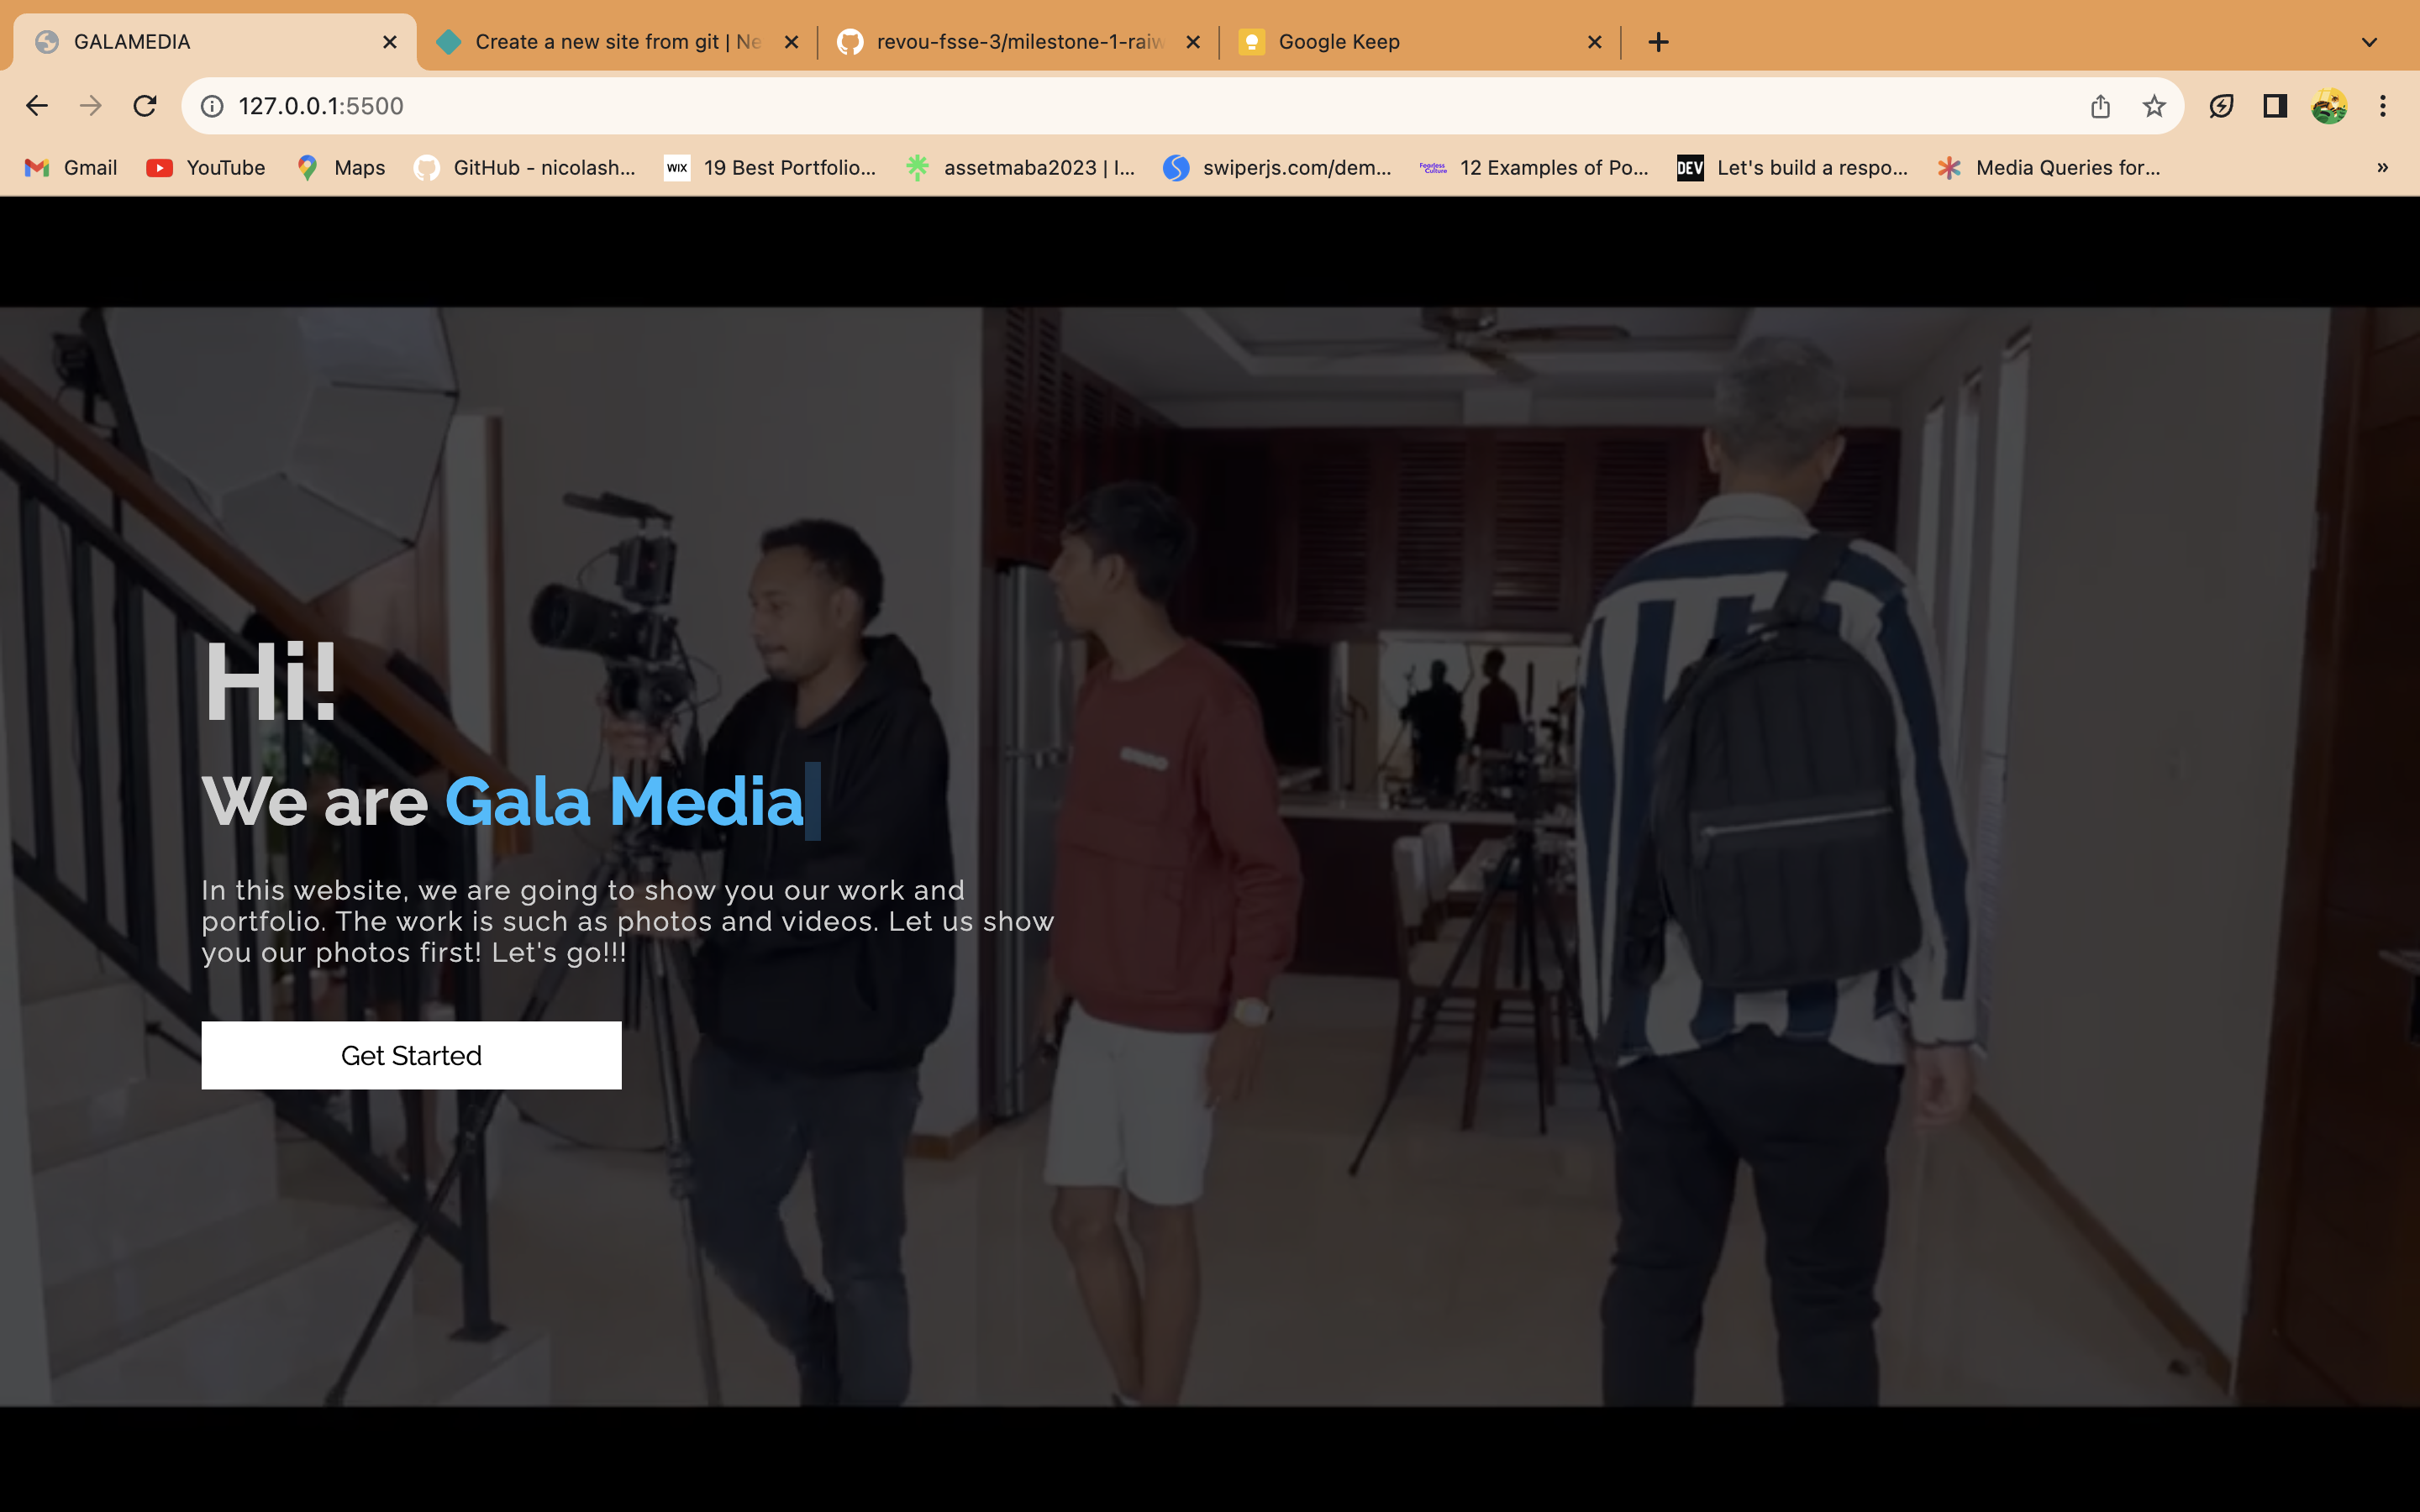 GALAMEDIA
Create a new site from git | Ne
revou-fsse-3/milestone-1-raiw
Google Keep
127.0.0.1:5500
Gmail
YouTube
Maps
GitHub - nicolash...
WIX
19 Best Portfolio...
assetmaba2023 | l...
swiperjs.com/dem...
Fearless Culture
12 Examples of Po...
DEV
Let's build a respo...
Media Queries for...
»
Hi!
We are Gala Media
In this website, we are going to show you our work and
portfolio. The work is such as photos and videos. Let us show
you our photos first! Let's go!!!
Get Started